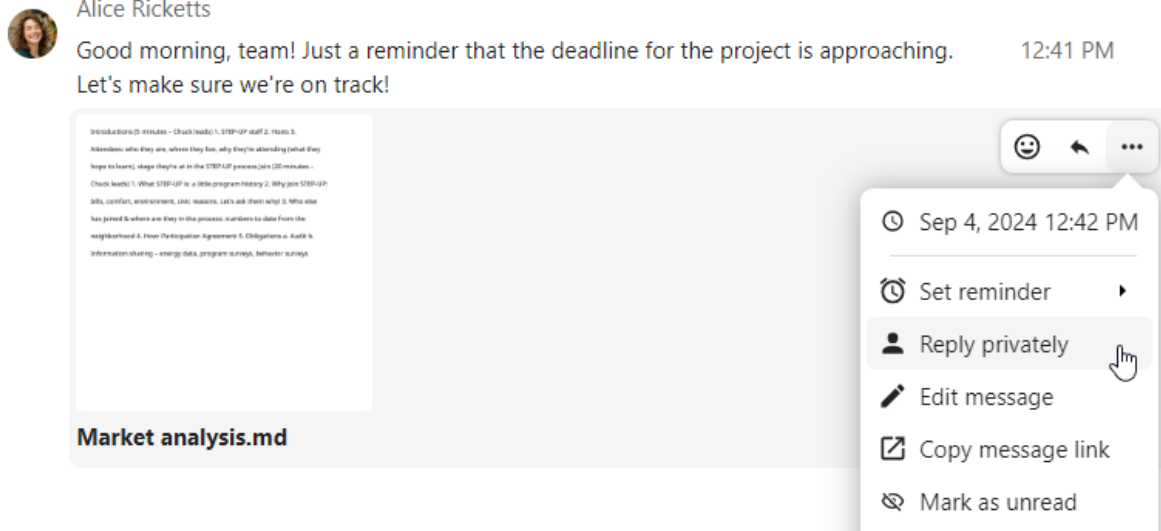 Alice Ricketts
Good morning, team! Just a reminder that the deadline for the project is approaching. 12:41 PM
Let's make sure we're on track!
Introductions (5 minutes – Chuck leads) 1. STEP-UP staff 2. Hosts 3.
Attendees: who they are, where they live, why they're attending (what they
hope to learn), stage they're at in the STEP-UP process Join (20 minutes –
Chuck leads) 1. What STEP-UP is: a little program history 2. Why join STEP-UP:
bills, comfort, environment, civic reasons. Let's ask them why! 3. Who else
has joined & where are they in the process: numbers to date from the
neighborhood 4. How: Participation Agreement 5. Obligations a. Audit b.
Information sharing – energy data, program surveys, behavior surveys
Market analysis.md
Sep 4, 2024 12:42 PM
Set reminder
Reply privately
Edit message
Copy message link
Mark as unread